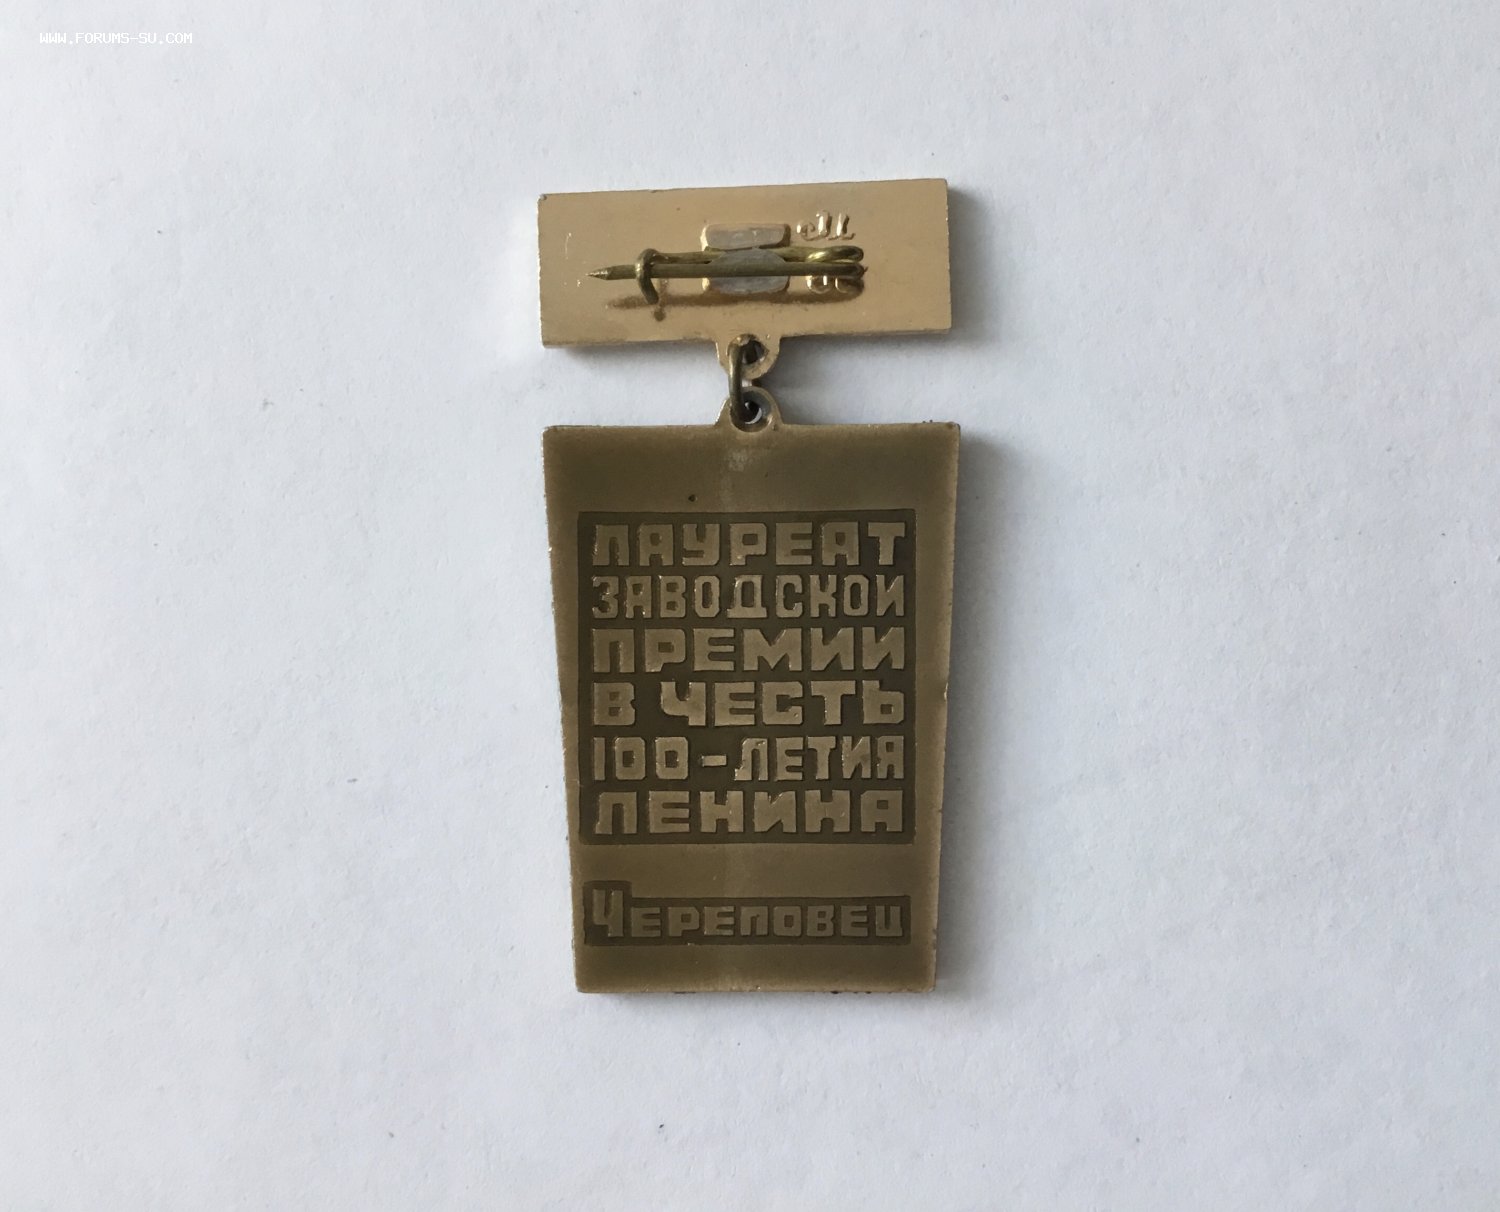 WWW.FORUMS-SU.COM
ЛАУРЕАТ
ЗАВОДСКОЙ
ПРЕМИИ
В ЧЕСТЬ
100-ЛЕТИЯ
ЛЕНИНА
ЧЕРЕПОВЕЦ